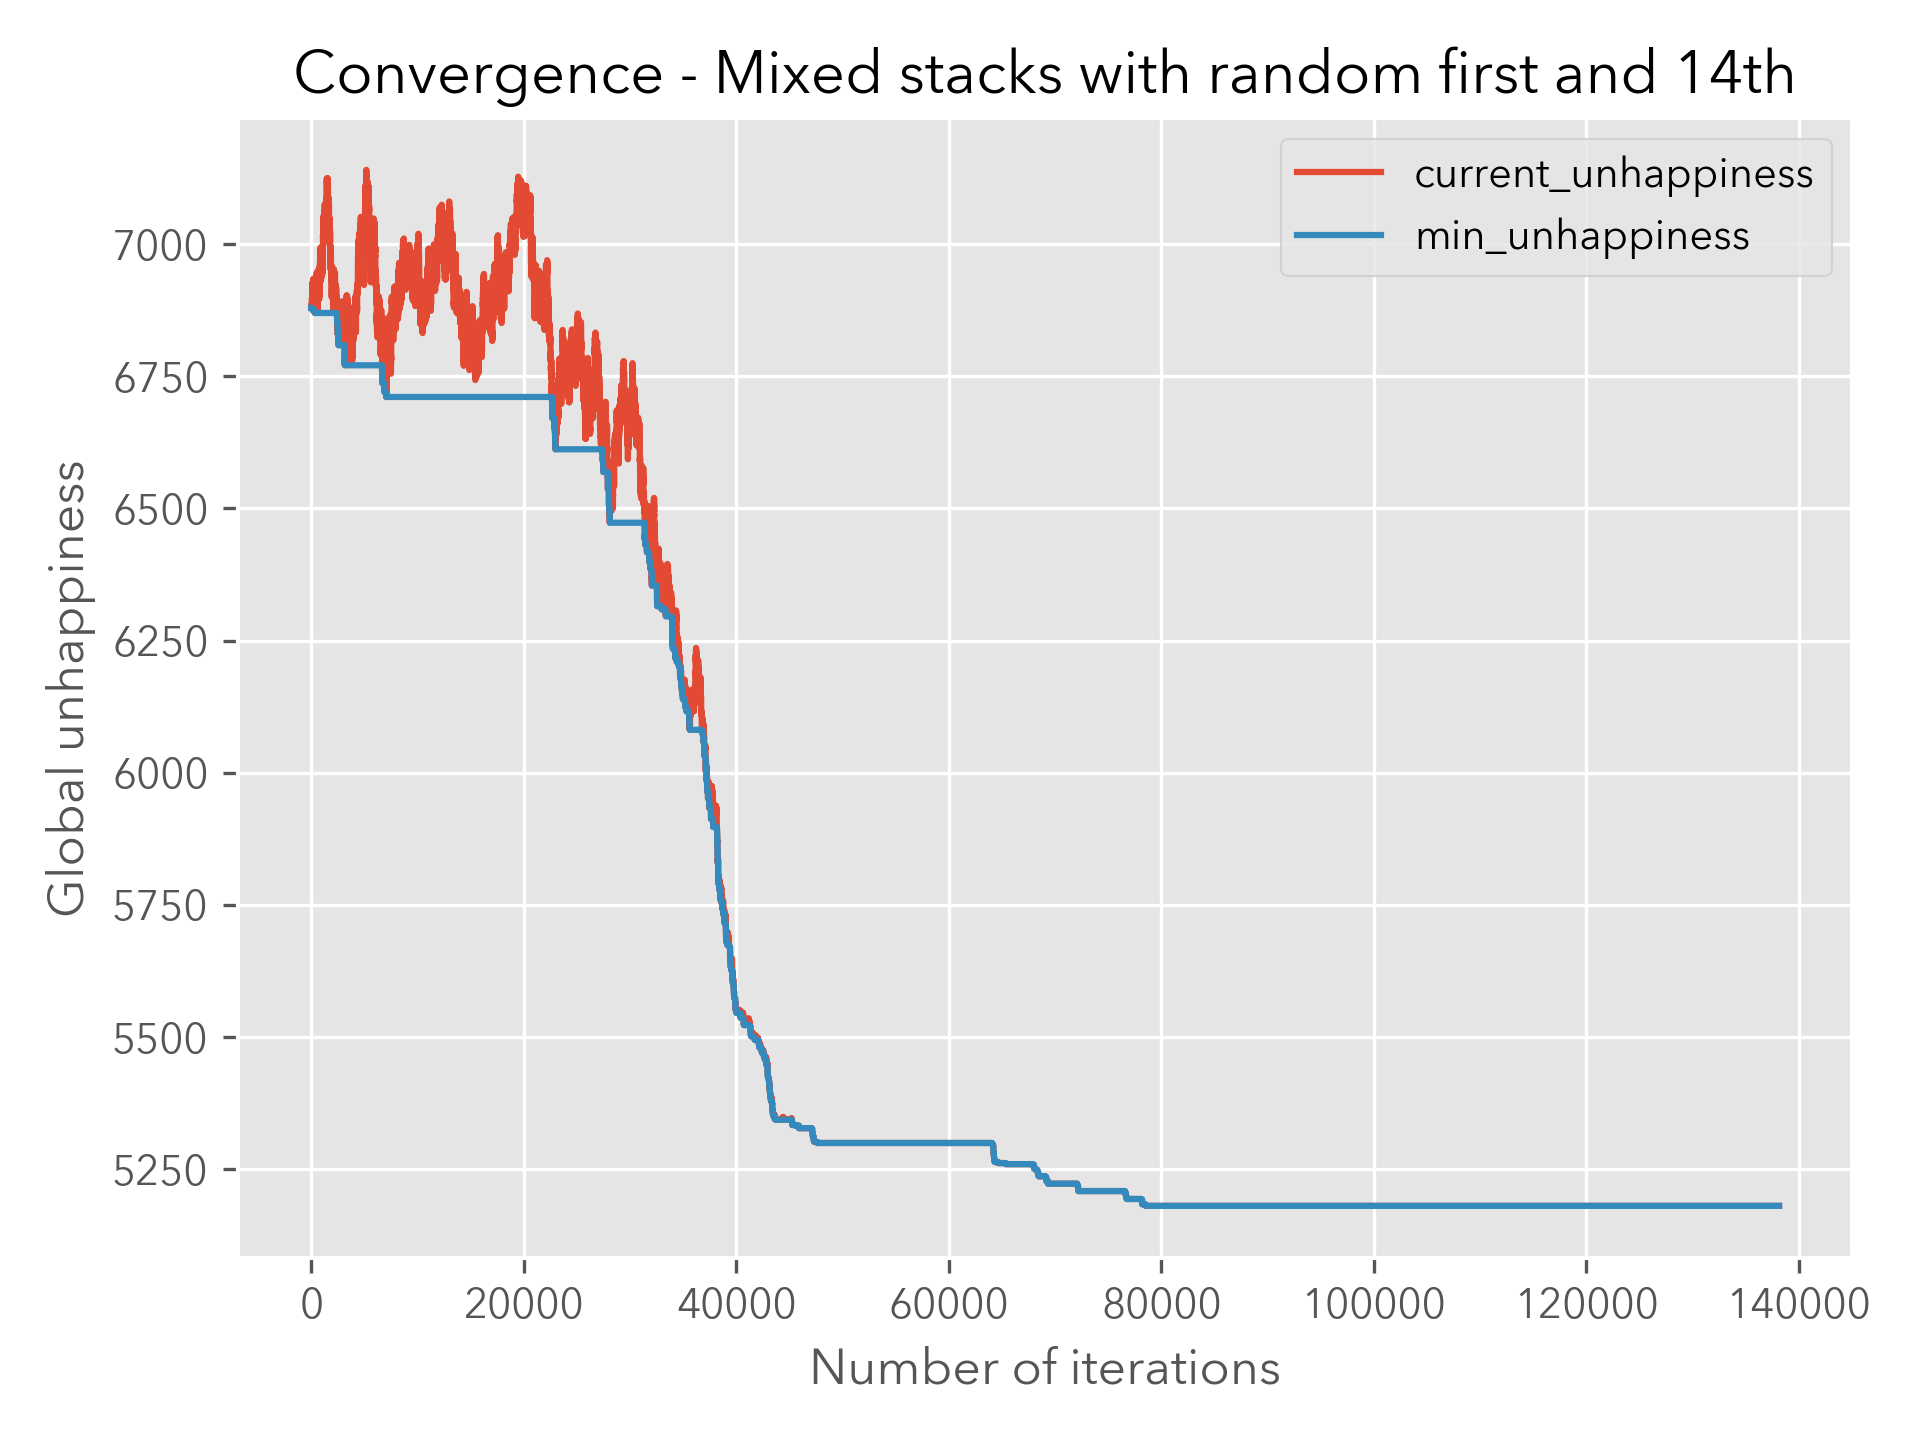 Convergence - Mixed stacks with random first and 14th
current_unhappiness
min_unhappiness
7000
6750
6500
6250
6000
5750
5500
5250
Global unhappiness
0 20000 40000 60000 80000 100000 120000 140000
Number of iterations